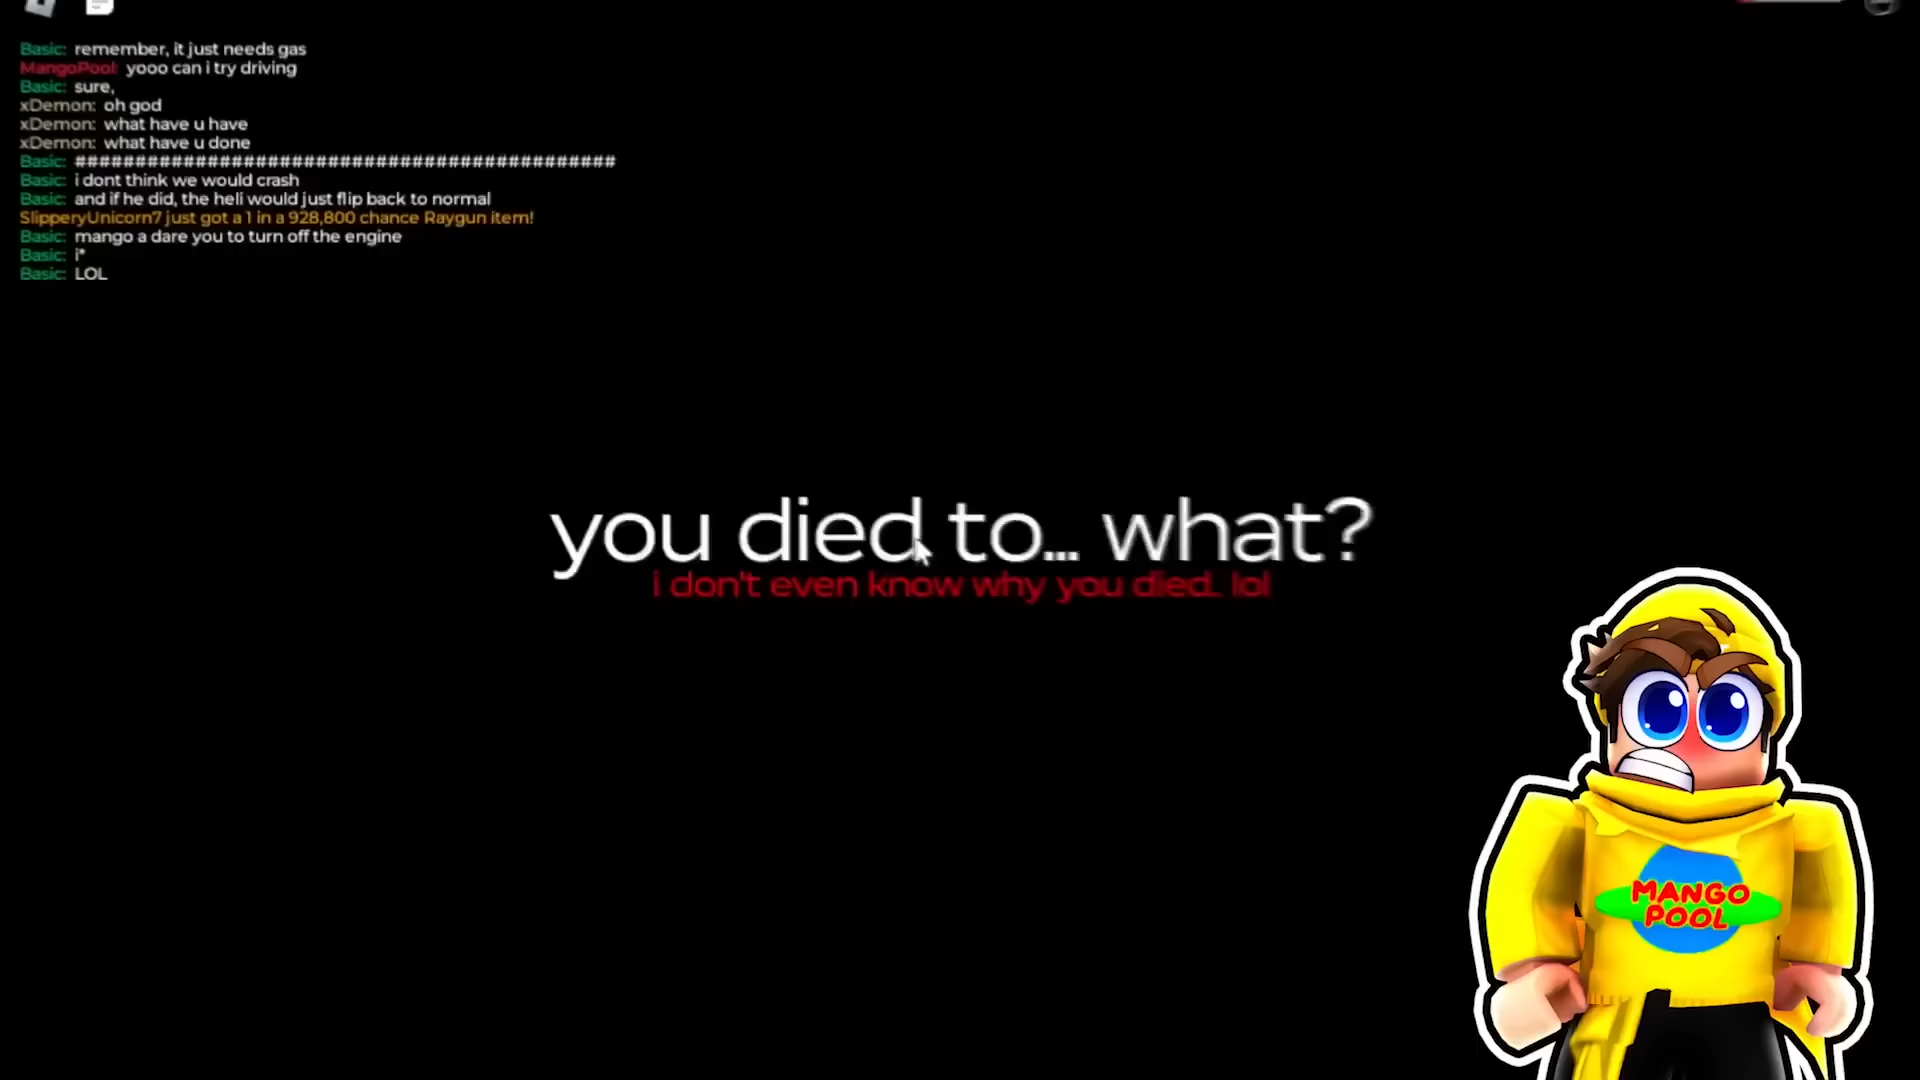 Basic: remember, it just needs gas
MangoPool: yooo can i try driving
Basic: sure,
xDemon: oh god
xDemon: what have u have
xDemon: what have u done
Basic: #############################################
Basic: i dont think we would crash
Basic: and if he did, the heli would just flip back to normal
SlipperyUnicorn7 just got a 1 in a 928,800 chance Raygun item!
Basic: mango a dare you to turn off the engine
Basic: i*
Basic: LOL
you died to... what?
i don't even know why you died.. lol
MANGO
POOL